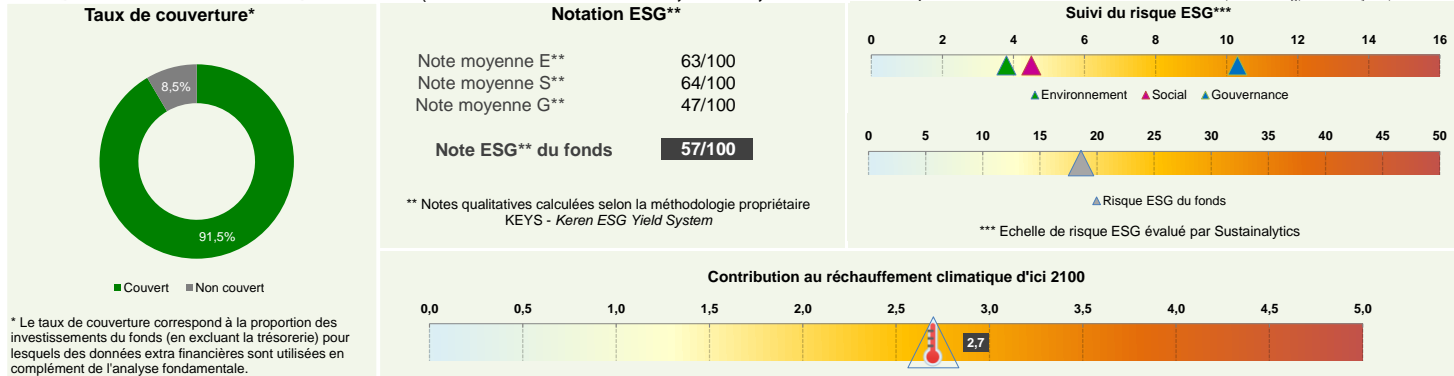 Taux de couverture*
8,5%
91,5%
Couvert Non couvert
* Le taux de couverture correspond à la proportion des
investissements du fonds (en excluant la trésorerie) pour
lesquels des données extra financières sont utilisées en
complément de l'analyse fondamentale.
Notation ESG**
Note moyenne E** 63/100
Note moyenne S** 64/100
Note moyenne G** 47/100
Note ESG** du fonds 57/100
** Notes qualitatives calculées selon la méthodologie propriétaire
KEYS - Keren ESG Yield System
Suivi du risque ESG***
0 2 4 6 8 10 12 14 16
Environnement Social Gouvernance
0 5 10 15 20 25 30 35 40 45 50
Risque ESG du fonds
*** Echelle de risque ESG évalué par Sustainalytics
Contribution au réchauffement climatique d'ici 2100
0,0 0,5 1,0 1,5 2,0 2,5 3,0 3,5 4,0 4,5 5,0
2,7